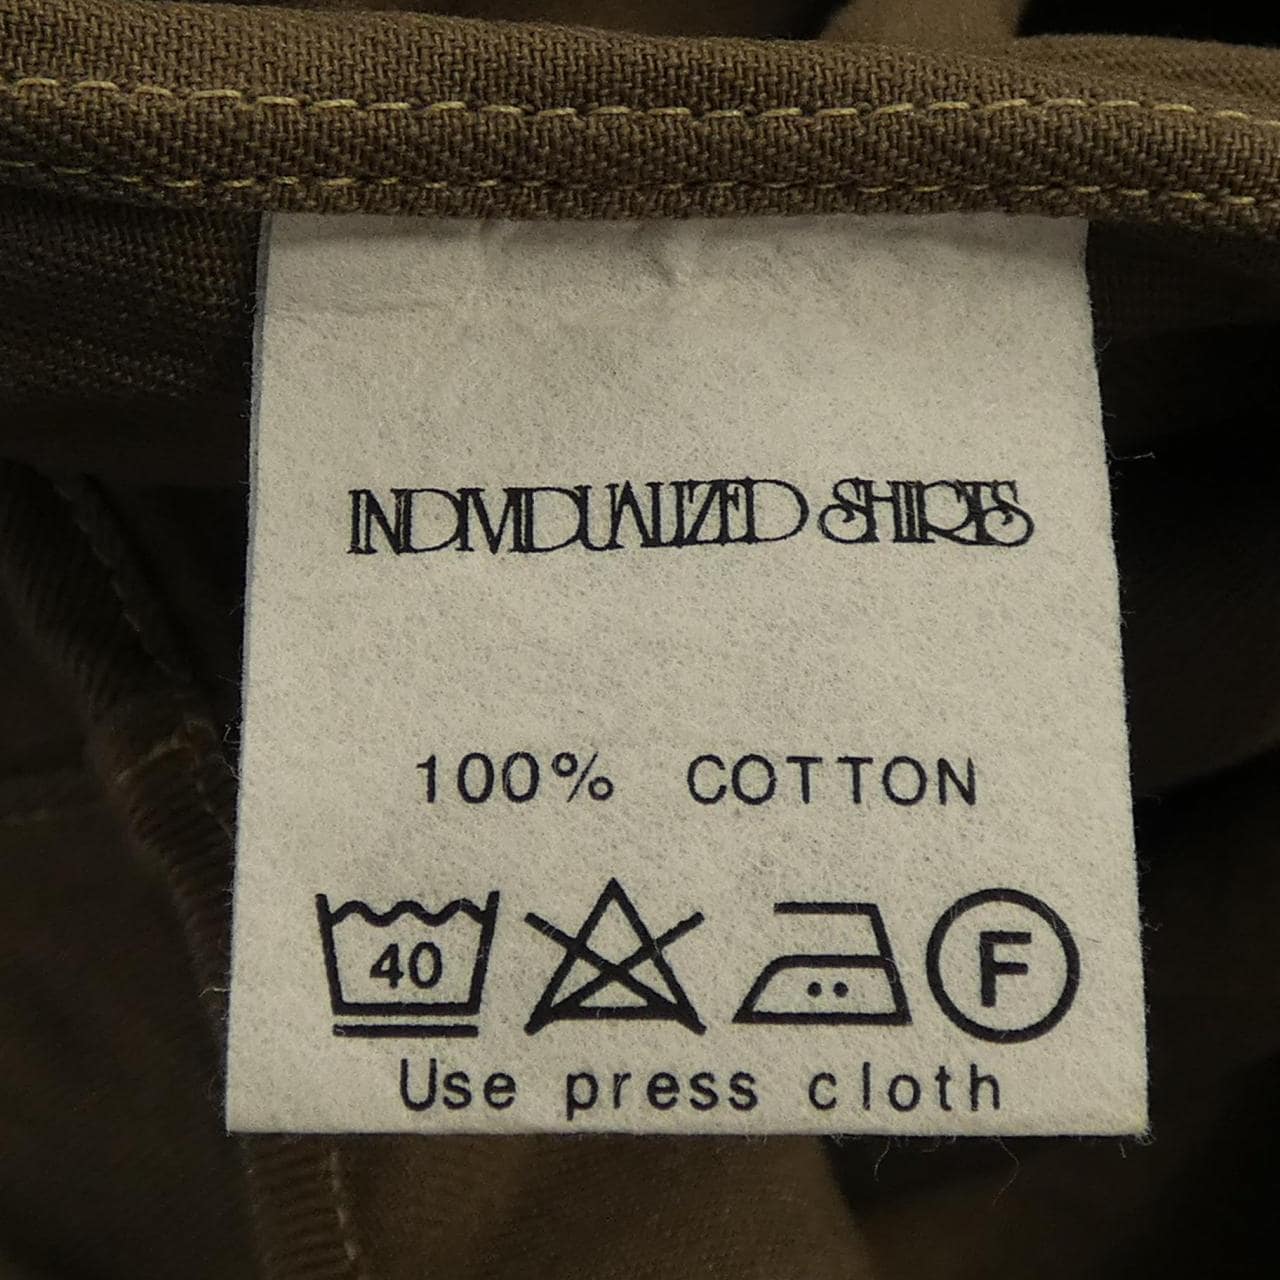 INDIVIDUALIZED SHIRTS
100% COTTON
40 F
Use press cloth